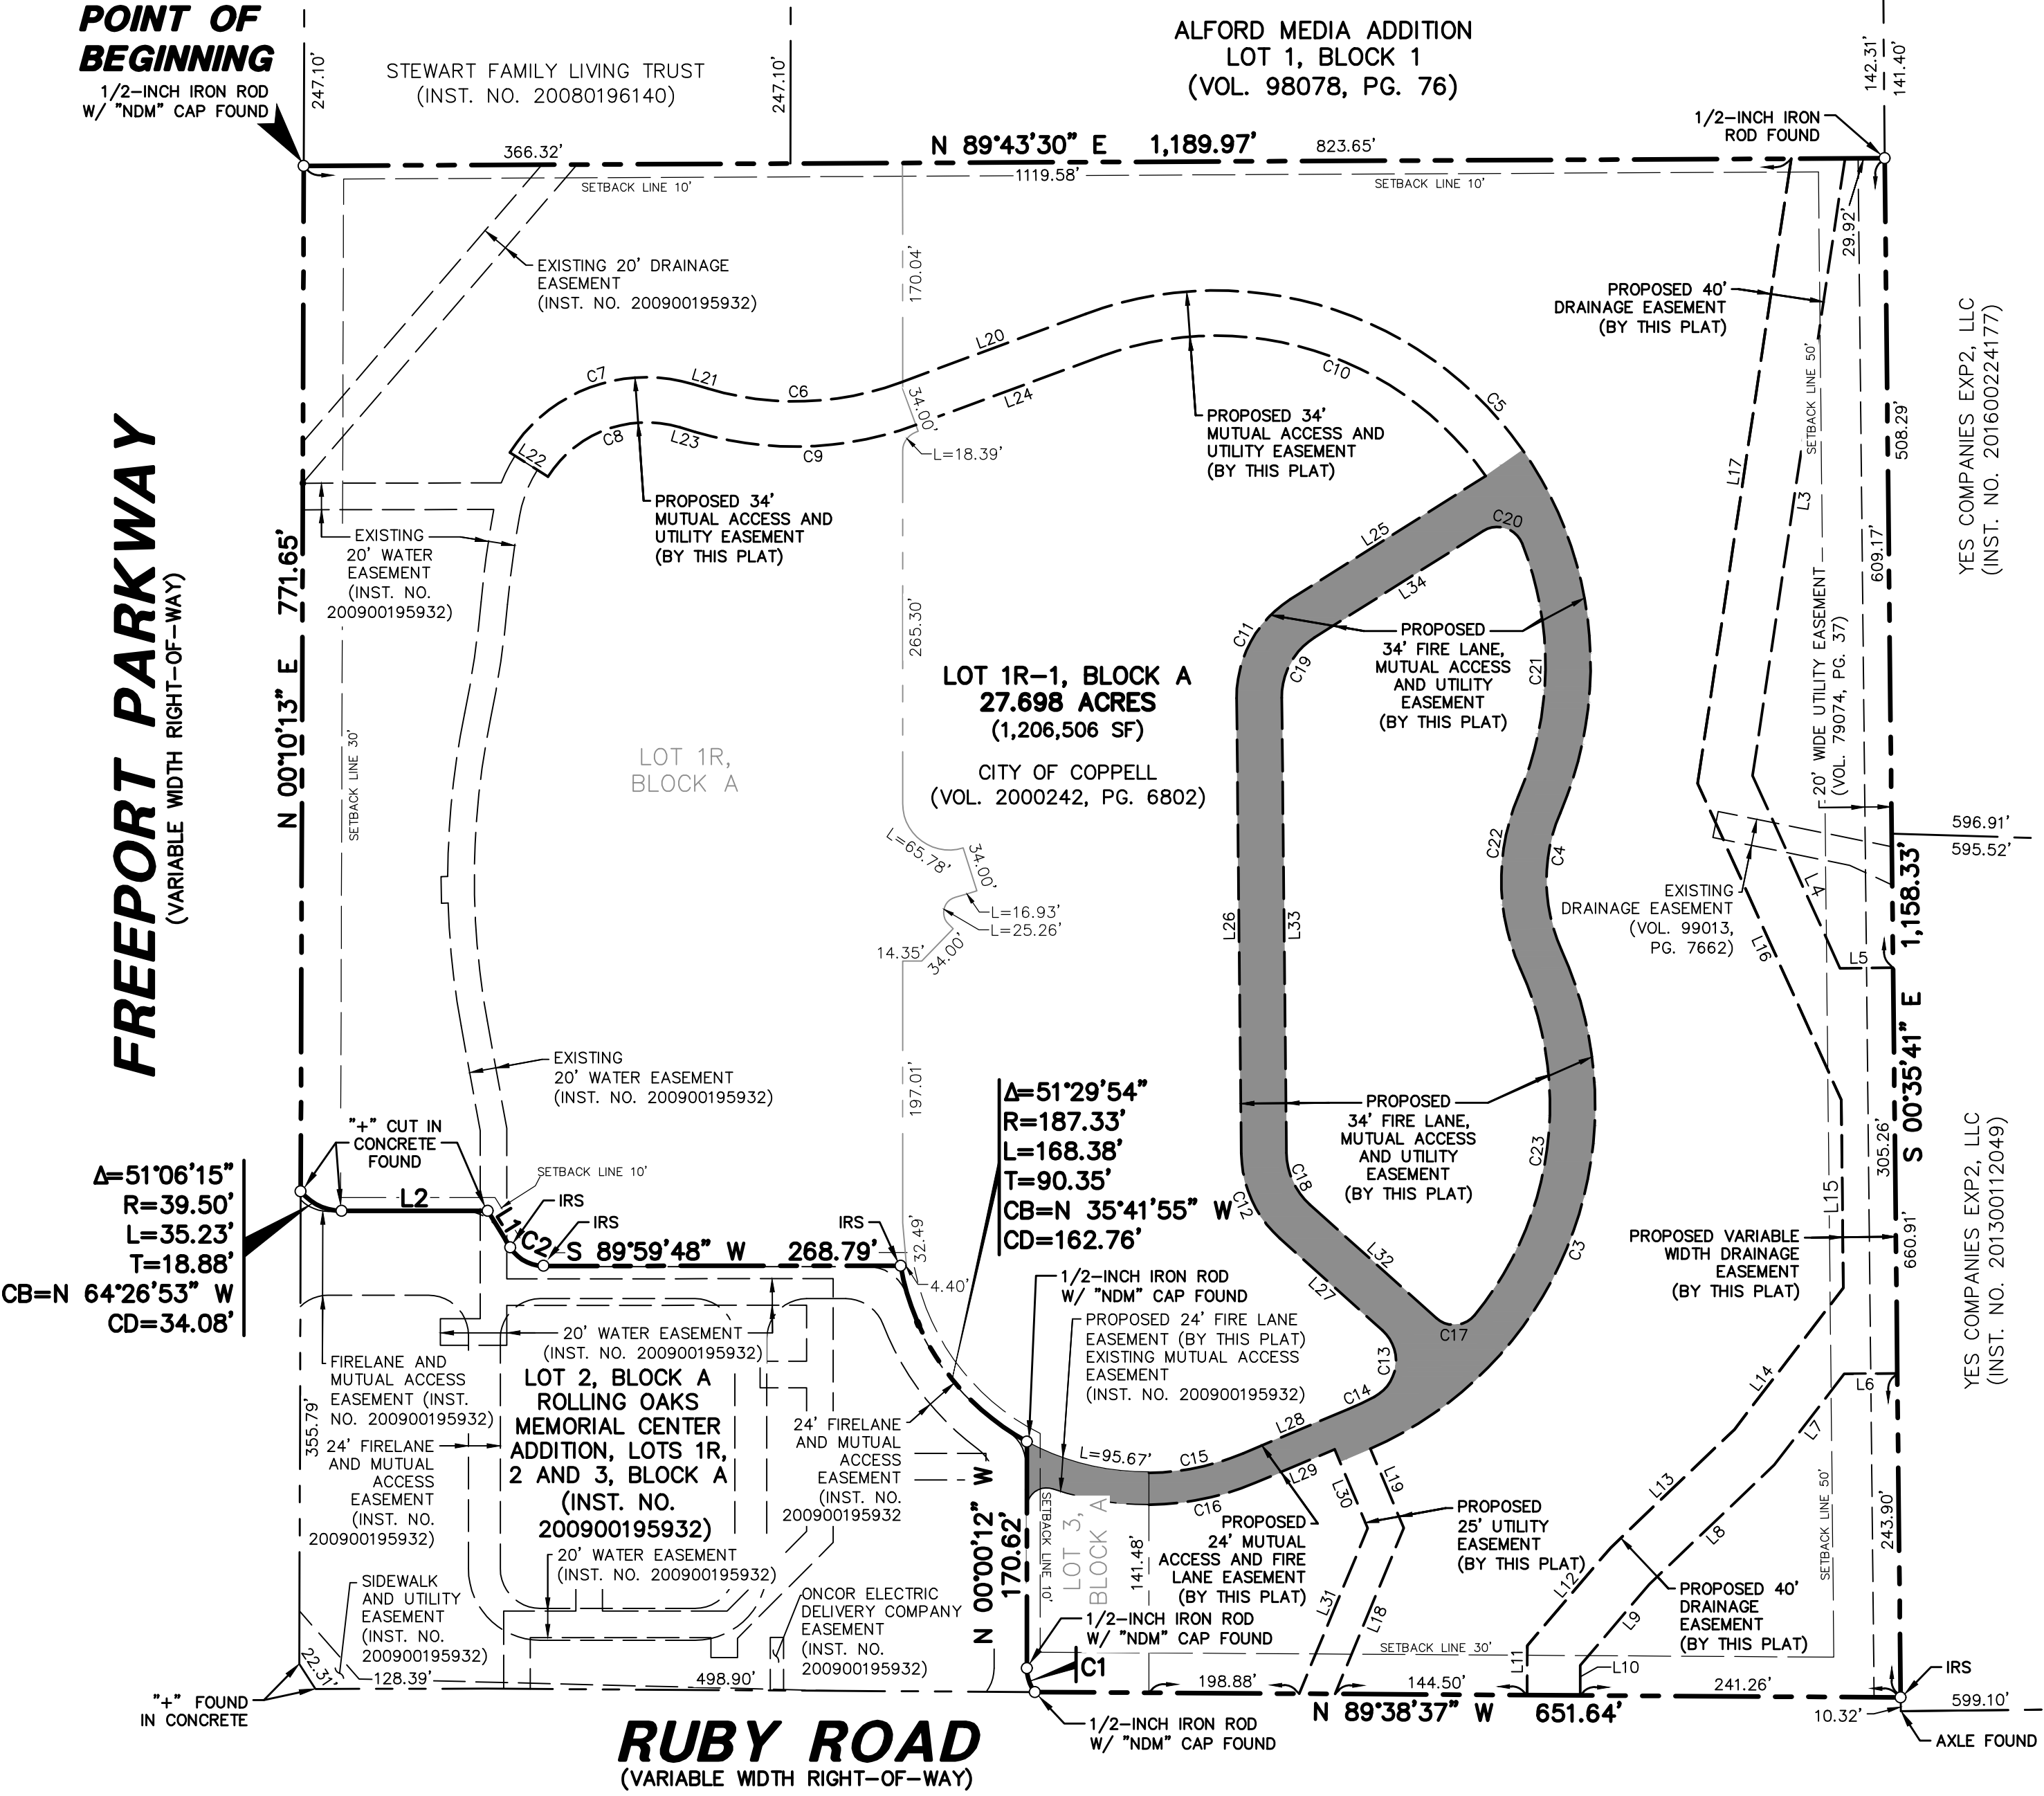 POINT OF
BEGINNING
1/2-INCH IRON ROD
W/ "NDM" CAP FOUND
247.10'
STEWART FAMILY LIVING TRUST
(INST. NO. 20080196140)
247.10'
ALFORD MEDIA ADDITION
LOT 1, BLOCK 1
(VOL. 98078, PG. 76)
142.31'
141.40'
1/2-INCH IRON
ROD FOUND
366.32'
N 89°43'30" E 1,189.97'
823.65'
SETBACK LINE 10'
1119.58'
SETBACK LINE 10'
29.92'
EXISTING 20' DRAINAGE
EASEMENT
(INST. NO. 200900195932)
170.04'
PROPOSED 40'
DRAINAGE EASEMENT
(BY THIS PLAT)
YES COMPANIES EXP2, LLC
(INST. NO. 201600224177)
L20
C7
L21
C6
L24
C10
C5
34.00'
SETBACK LINE 50'
508.29'
C8
L23
C9
L22
L=18.39'
PROPOSED 34'
MUTUAL ACCESS AND
UTILITY EASEMENT
(BY THIS PLAT)
PROPOSED 34'
MUTUAL ACCESS AND
UTILITY EASEMENT
(BY THIS PLAT)
L17
L3
FREEPORT PARKWAY
(VARIABLE WIDTH RIGHT-OF-WAY)
N 00°10'13" E 771.65'
EXISTING
20' WATER
EASEMENT
(INST. NO.
200900195932)
SETBACK LINE 30'
L25
C20
L34
609.17'
265.30'
C11
C19
C21
PROPOSED
34' FIRE LANE,
MUTUAL ACCESS
AND UTILITY
EASEMENT
(BY THIS PLAT)
20' WIDE UTILITY EASEMENT
(VOL. 79074, PG. 37)
LOT 1R-1, BLOCK A
27.698 ACRES
(1,206,506 SF)
CITY OF COPPELL
(VOL. 2000242, PG. 6802)
LOT 1R,
BLOCK A
L=65.78'
34.00'
L=16.93'
L=25.26'
14.35'
34.00'
L26
L33
C22
C4
596.91'
595.52'
L4
EXISTING
DRAINAGE EASEMENT
(VOL. 99013,
PG. 7662)
L16
L5
S 00°35'41" E 1,158.33'
EXISTING
20' WATER EASEMENT
(INST. NO. 200900195932)
197.01'
Δ=51°29'54"
R=187.33'
L=168.38'
T=90.35'
CB=N 35°41'55" W
CD=162.76'
PROPOSED
34' FIRE LANE,
MUTUAL ACCESS
AND UTILITY
EASEMENT
(BY THIS PLAT)
C23
C18
C12
C3
L15
305.26'
660.91'
YES COMPANIES EXP2, LLC
(INST. NO. 201300112049)
"+" CUT IN
CONCRETE
FOUND
Δ=51°06'15"
R=39.50'
L=35.23'
T=18.88'
CB=N 64°26'53" W
CD=34.08'
L2
SETBACK LINE 10'
IRS
IRS
L1
C2
S 89°59'48" W 268.79'
IRS
32.49'
4.40'
L32
L27
C17
C13
C14
PROPOSED VARIABLE
WIDTH DRAINAGE
EASEMENT
(BY THIS PLAT)
1/2-INCH IRON ROD
W/ "NDM" CAP FOUND
PROPOSED 24' FIRE LANE
EASEMENT (BY THIS PLAT)
EXISTING MUTUAL ACCESS
EASEMENT
(INST. NO. 200900195932)
20' WATER EASEMENT
(INST. NO. 200900195932)
FIRELANE AND
MUTUAL ACCESS
EASEMENT (INST.
NO. 200900195932)
355.79'
24' FIRELANE
AND MUTUAL
ACCESS
EASEMENT
(INST. NO.
200900195932)
LOT 2, BLOCK A
ROLLING OAKS
MEMORIAL CENTER
ADDITION, LOTS 1R,
2 AND 3, BLOCK A
(INST. NO.
200900195932)
24' FIRELANE
AND MUTUAL
ACCESS
EASEMENT
(INST. NO.
200900195932
L14
L6
L7
L28
L=95.67'
C15
L29
C16
L30
L19
L13
L8
N 00°00'12" W
170.62'
SETBACK LINE 10'
LOT 3,
BLOCK A
141.48'
PROPOSED
24' MUTUAL
ACCESS AND FIRE
LANE EASEMENT
(BY THIS PLAT)
PROPOSED
25' UTILITY
EASEMENT
(BY THIS PLAT)
SETBACK LINE 50'
243.90'
20' WATER EASEMENT
(INST. NO. 200900195932)
SIDEWALK
AND UTILITY
EASEMENT
(INST. NO.
200900195932)
ONCOR ELECTRIC
DELIVERY COMPANY
EASEMENT
(INST. NO.
200900195932)
L12
L31
L18
L9
PROPOSED 40'
DRAINAGE
EASEMENT
(BY THIS PLAT)
1/2-INCH IRON ROD
W/ "NDM" CAP FOUND
SETBACK LINE 30'
L11
L10
C1
22.31'
128.39'
498.90'
"+" FOUND
IN CONCRETE
198.88'
144.50'
241.26'
IRS
599.10'
10.32'
AXLE FOUND
N 89°38'37" W 651.64'
1/2-INCH IRON ROD
W/ "NDM" CAP FOUND
RUBY ROAD
(VARIABLE WIDTH RIGHT-OF-WAY)